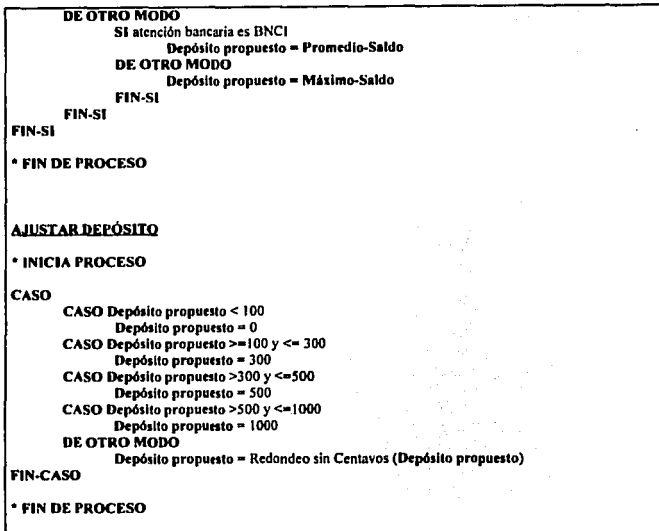 DE OTRO MODO
SI atención bancaria es BNCI
Depósito propuesto = Promedio-Saldo
DE OTRO MODO
Depósito propuesto = Máximo-Saldo
FIN-SI
FIN-SI
FIN-SI
* FIN DE PROCESO
AJUSTAR DEPÓSITO
* INICIA PROCESO
CASO
CASO Depósito propuesto < 100
Depósito propuesto = 0
CASO Depósito propuesto >=100 y <= 300
Depósito propuesto = 300
CASO Depósito propuesto >300 y <=500
Depósito propuesto = 500
CASO Depósito propuesto >500 y <=1000
Depósito propuesto = 1000
DE OTRO MODO
Depósito propuesto = Redondeo sin Centavos (Depósito propuesto)
FIN-CASO
* FIN DE PROCESO